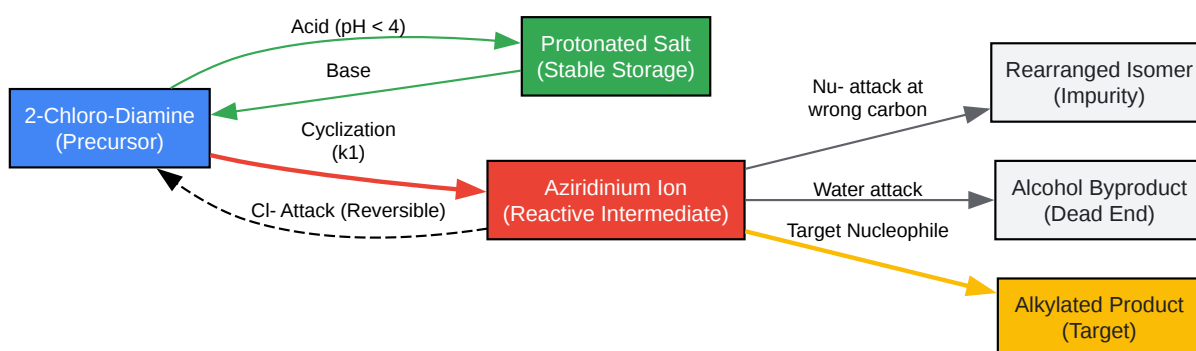 Acid (pH < 4)
Protonated Salt
(Stable Storage)
Base
2-Chloro-Diamine
(Precursor)
Cyclization
(k1)
Cl- Attack (Reversible)
Aziridinium Ion
(Reactive Intermediate)
Nu- attack at
wrong carbon
Rearranged Isomer
(Impurity)
Water attack
Alcohol Byproduct
(Dead End)
Target Nucleophile
Alkylated Product
(Target)